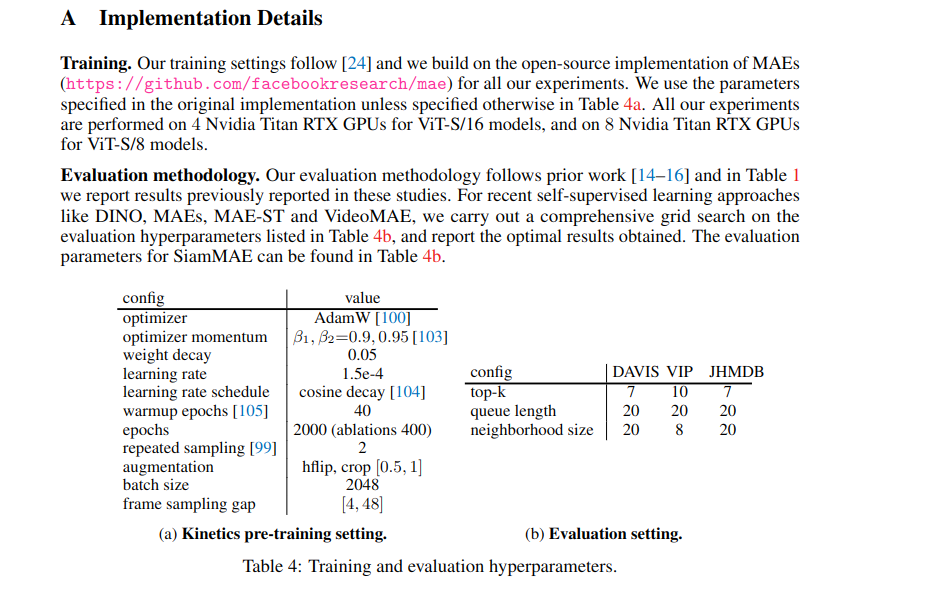 A Implementation Details
Training. Our training settings follow [24] and we build on the open-source implementation of MAEs
(https://github.com/facebookresearch/mae) for all our experiments. We use the parameters
specified in the original implementation unless specified otherwise in Table 4a. All our experiments
are performed on 4 Nvidia Titan RTX GPUs for ViT-S/16 models, and on 8 Nvidia Titan RTX GPUs
for ViT-S/8 models.
Evaluation methodology. Our evaluation methodology follows prior work [14–16] and in Table 1
we report results previously reported in these studies. For recent self-supervised learning approaches
like DINO, MAEs, MAE-ST and VideoMAE, we carry out a comprehensive grid search on the
evaluation hyperparameters listed in Table 4b, and report the optimal results obtained. The evaluation
parameters for SiamMAE can be found in Table 4b.
config value
optimizer AdamW [100]
optimizer momentum β1, β2=0.9, 0.95 [103]
weight decay 0.05
learning rate 1.5e-4
learning rate schedule cosine decay [104]
warmup epochs [105] 40
epochs 2000 (ablations 400)
repeated sampling [99] 2
augmentation hflip, crop [0.5, 1]
batch size 2048
frame sampling gap [4, 48]
(a) Kinetics pre-training setting.
config DAVIS VIP JHMDB
top-k 7 10 7
queue length 20 20 20
neighborhood size 20 8 20
(b) Evaluation setting.
Table 4: Training and evaluation hyperparameters.